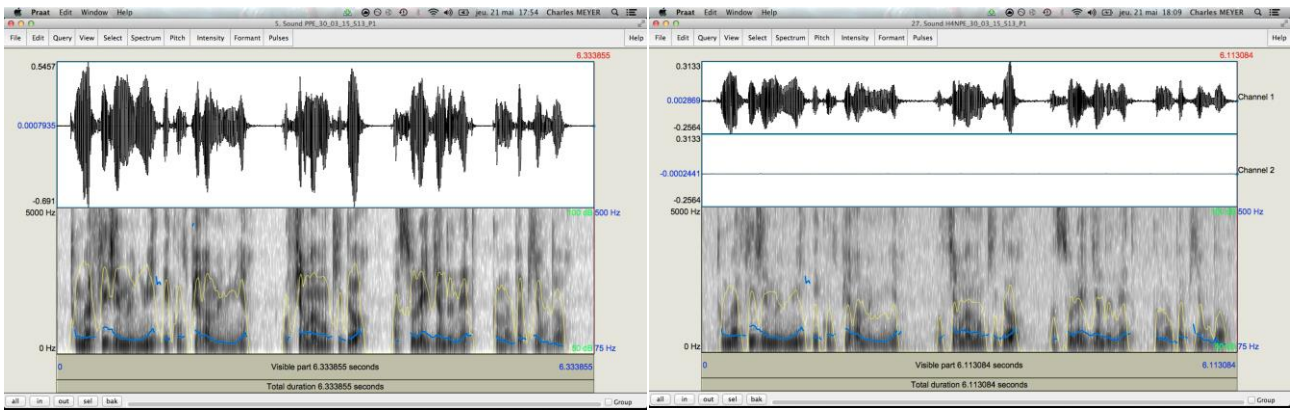 Praat Edit Window Help jeu. 21 mai 17:54 Charles MEYER
5. Sound PPE_30_03_15_S13_P1
File Edit Query View Select Spectrum Pitch Intensity Formant Pulses Help
6.333855
0.5457
0.0007935
-0.691
5000 Hz 100 dB 500 Hz
0 Hz 50 dB 75 Hz
0 Visible part 6.333855 seconds 6.333855
Total duration 6.333855 seconds
all in out sel bak Group
Praat Edit Window Help jeu. 21 mai 18:09 Charles MEYER
27. Sound H4NPE_30_03_15_S13_P1
File Edit Query View Select Spectrum Pitch Intensity Formant Pulses Help
6.113084
0.3133
0.002869 Channel 1
-0.2564
0.3133
-0.0002441 Channel 2
-0.2564
5000 Hz 500 Hz
0 Hz 75 Hz
0 Visible part 6.113084 seconds 6.113084
Total duration 6.113084 seconds
all in out sel bak Group